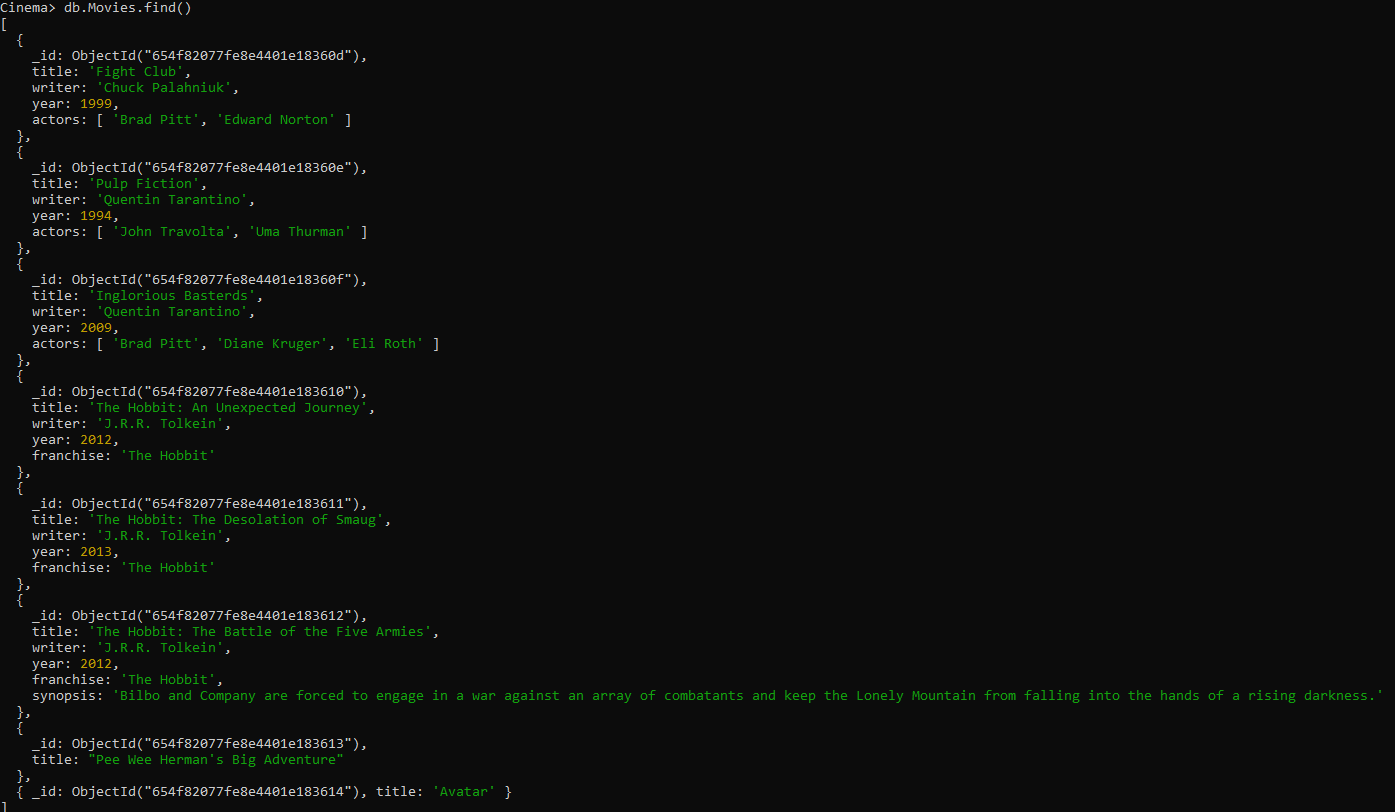 Cinema> db.Movies.find()
[
  {
    _id: ObjectId("654f82077fe8e4401e18360d"),
    title: 'Fight Club',
    writer: 'Chuck Palahniuk',
    year: 1999,
    actors: [ 'Brad Pitt', 'Edward Norton' ]
  },
  {
    _id: ObjectId("654f82077fe8e4401e18360e"),
    title: 'Pulp Fiction',
    writer: 'Quentin Tarantino',
    year: 1994,
    actors: [ 'John Travolta', 'Uma Thurman' ]
  },
  {
    _id: ObjectId("654f82077fe8e4401e18360f"),
    title: 'Inglorious Basterds',
    writer: 'Quentin Tarantino',
    year: 2009,
    actors: [ 'Brad Pitt', 'Diane Kruger', 'Eli Roth' ]
  },
  {
    _id: ObjectId("654f82077fe8e4401e183610"),
    title: 'The Hobbit: An Unexpected Journey',
    writer: 'J.R.R. Tolkein',
    year: 2012,
    franchise: 'The Hobbit'
  },
  {
    _id: ObjectId("654f82077fe8e4401e183611"),
    title: 'The Hobbit: The Desolation of Smaug',
    writer: 'J.R.R. Tolkein',
    year: 2013,
    franchise: 'The Hobbit'
  },
  {
    _id: ObjectId("654f82077fe8e4401e183612"),
    title: 'The Hobbit: The Battle of the Five Armies',
    writer: 'J.R.R. Tolkein',
    year: 2012,
    franchise: 'The Hobbit',
    synopsis: 'Bilbo and Company are forced to engage in a war against an array of combatants and keep the Lonely Mountain from falling into the hands of a rising darkness.'
  },
  {
    _id: ObjectId("654f82077fe8e4401e183613"),
    title: "Pee Wee Herman's Big Adventure"
  },
  { _id: ObjectId("654f82077fe8e4401e183614"), title: 'Avatar' }
]